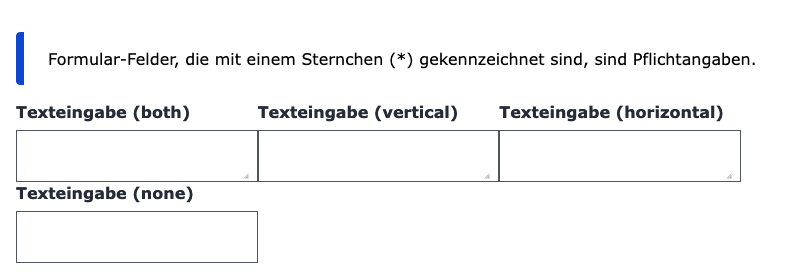 Formular-Felder, die mit einem Sternchen (*) gekennzeichnet sind, sind Pflichtangaben.
Texteingabe (both) Texteingabe (vertical) Texteingabe (horizontal)
Texteingabe (none)